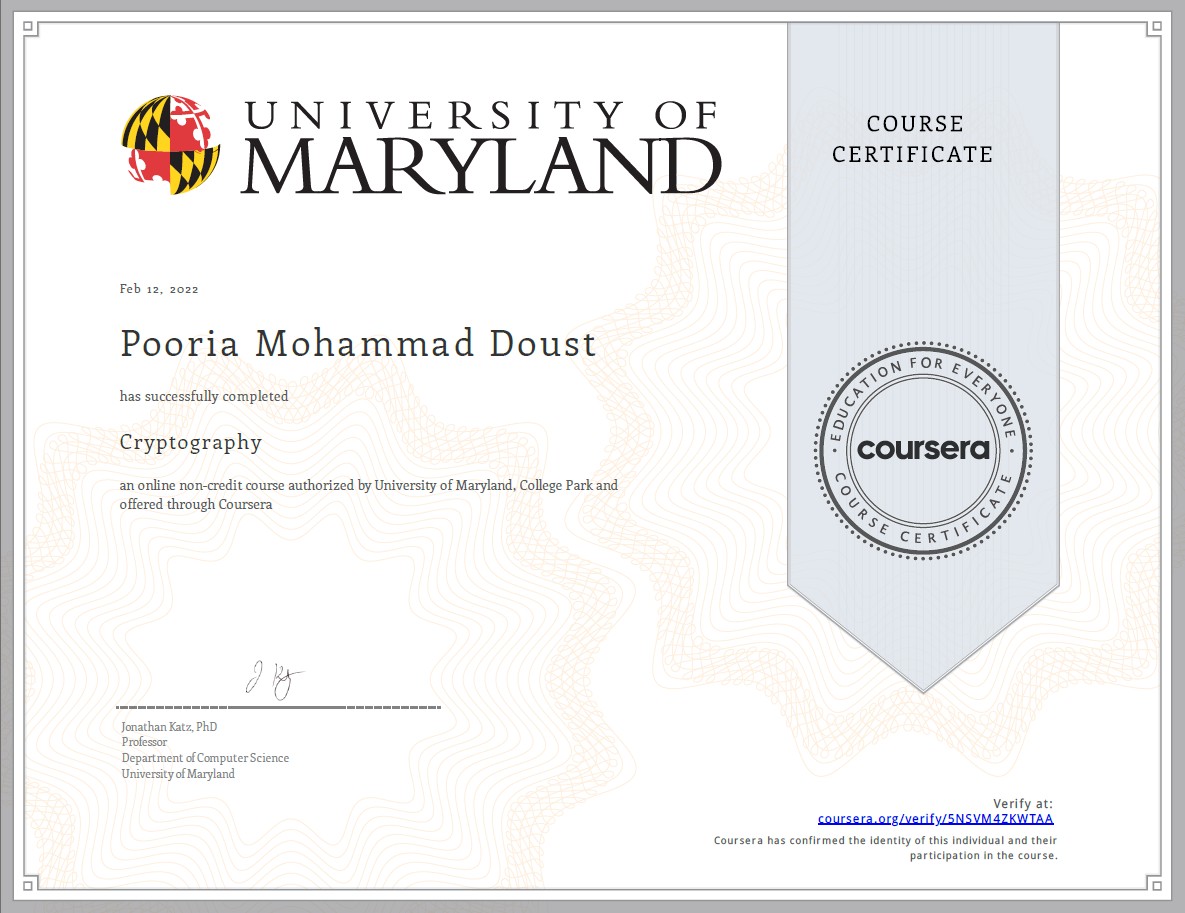 UNIVERSITY OF
MARYLAND
COURSE
CERTIFICATE
Feb 12, 2022
Pooria Mohammad Doust
has successfully completed
Cryptography
an online non-credit course authorized by University of Maryland, College Park and
offered through Coursera
EDUCATION FOR EVERYONE
coursera
COURSE CERTIFICATE
Jonathan Katz, PhD
Professor
Department of Computer Science
University of Maryland
Verify at:
coursera.org/verify/5NSVM4ZKWTAA
Coursera has confirmed the identity of this individual and their
participation in the course.